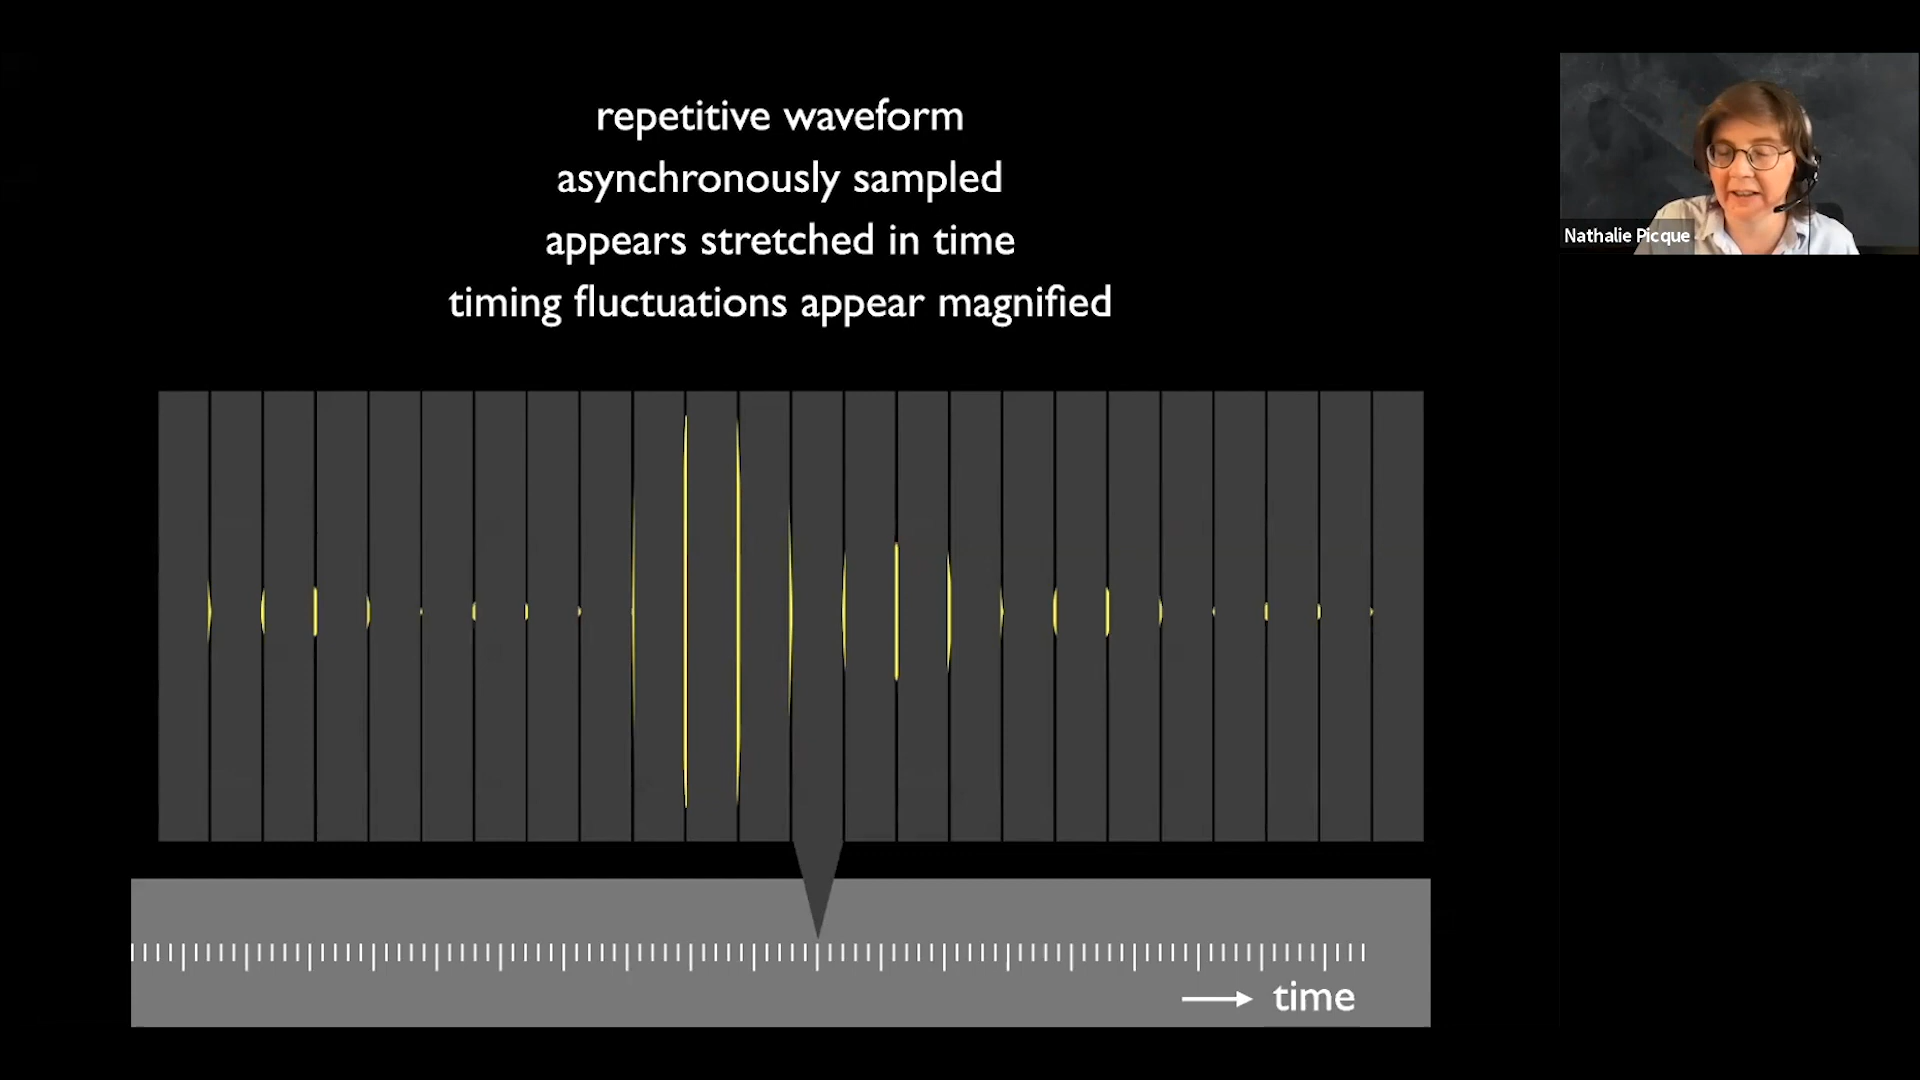 repetitive waveform
asynchronously sampled
appears stretched in time
timing fluctuations appear magnified
Nathalie Picque
time